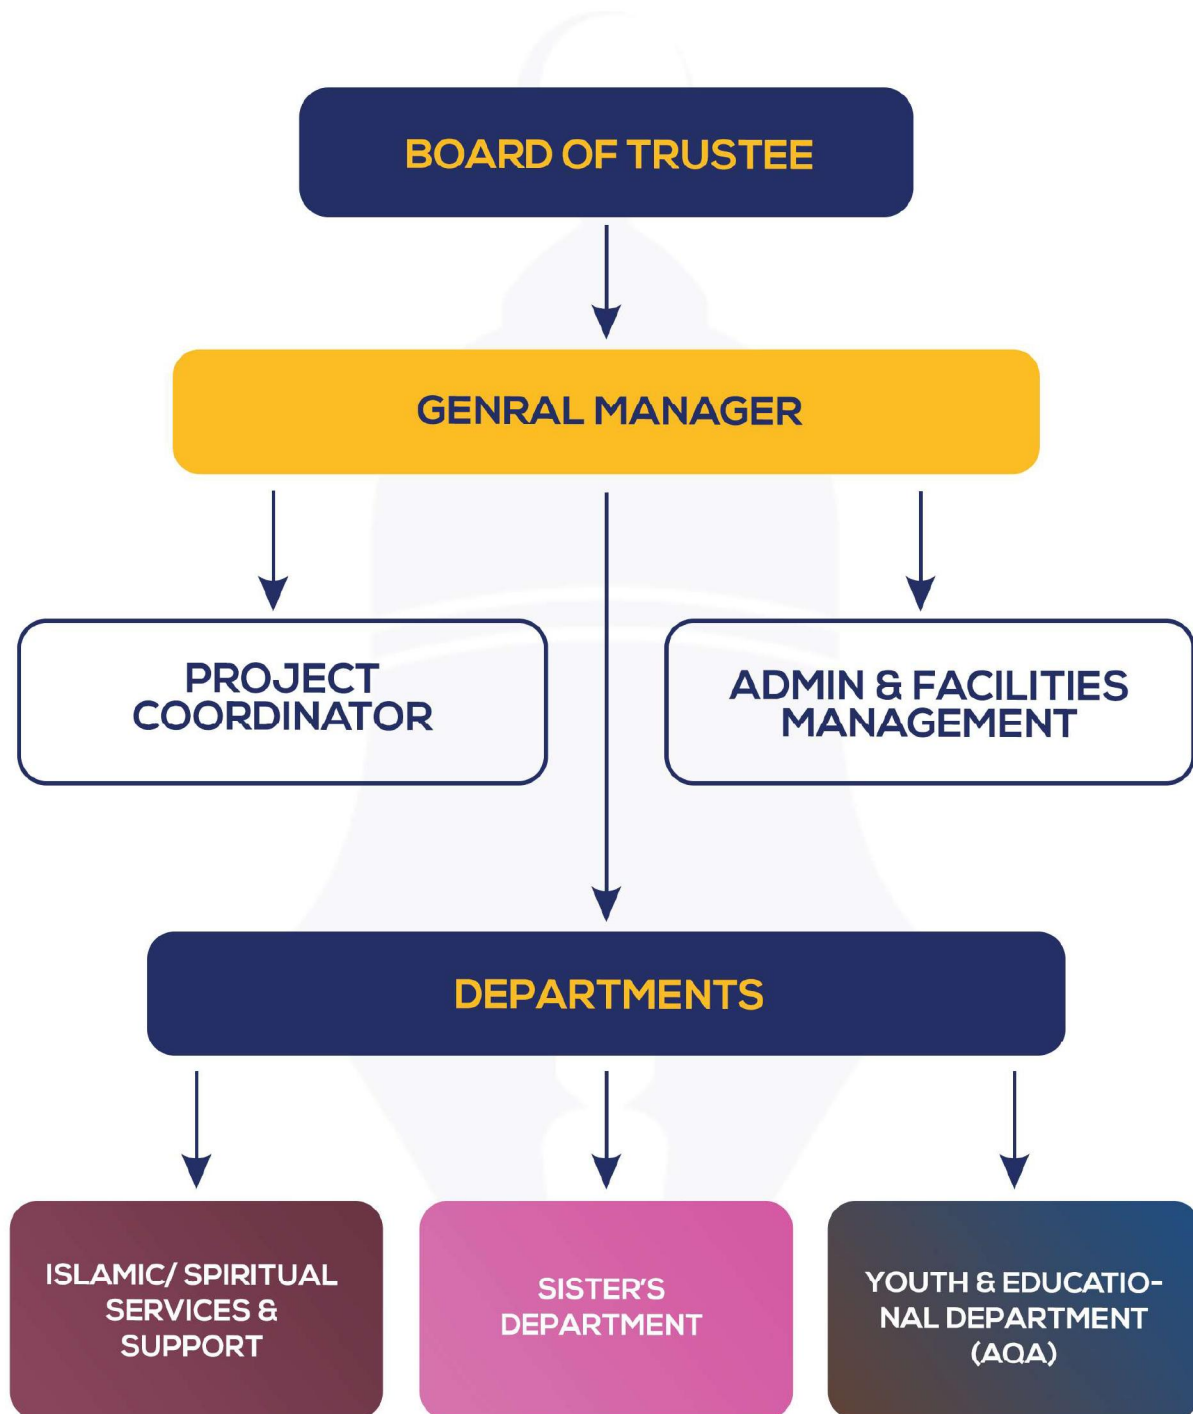 BOARD OF TRUSTEE
GENRAL MANAGER
PROJECT
COORDINATOR
ADMIN & FACILITIES
MANAGEMENT
DEPARTMENTS
ISLAMIC/ SPIRITUAL
SERVICES &
SUPPORT
SISTER'S
DEPARTMENT
YOUTH & EDUCATIO-
NAL DEPARTMENT
(AQA)